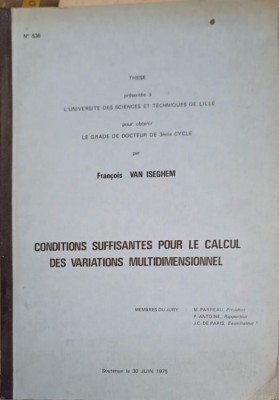 N° 536
THESE
présentée à
L'UNIVERSITE DES SCIENCES ET TECHNIQUES DE LILLE
pour obtenir
LE GRADE DE DOCTEUR DE 3ème CYCLE
par
François VAN ISEGHEM
CONDITIONS SUFFISANTES POUR LE CALCUL
DES VARIATIONS MULTIDIMENSIONNEL
MEMBRES DU JURY
M. PARREAU, Président
P. ANTOINE, Rapporteur
J.C. DE PARIS, Examinateur
Soutenue le 30 JUIN 1975